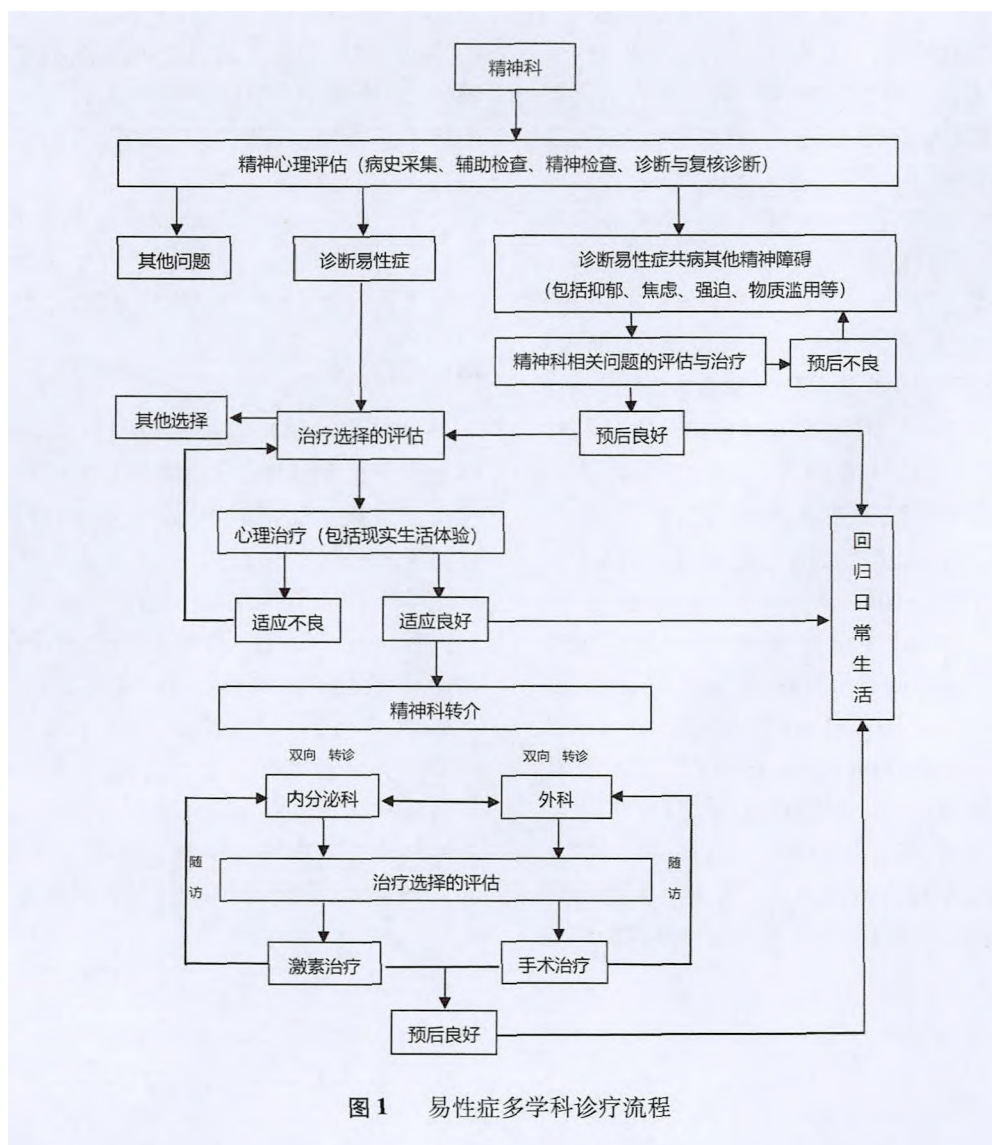 精神科
精神心理评估（病史采集、辅助检查、精神检查、诊断与复核诊断）
其他问题
诊断易性症
诊断易性症共病其他精神障碍
（包括抑郁、焦虑、强迫、物质滥用等）
精神科相关问题的评估与治疗
预后不良
其他选择
治疗选择的评估
预后良好
心理治疗（包括现实生活体验）
适应不良
适应良好
回归日常生活
精神科转介
双向 转诊
双向 转诊
内分泌科
外科
随访
治疗选择的评估
随访
激素治疗
手术治疗
预后良好
图 1 易性症多学科诊疗流程